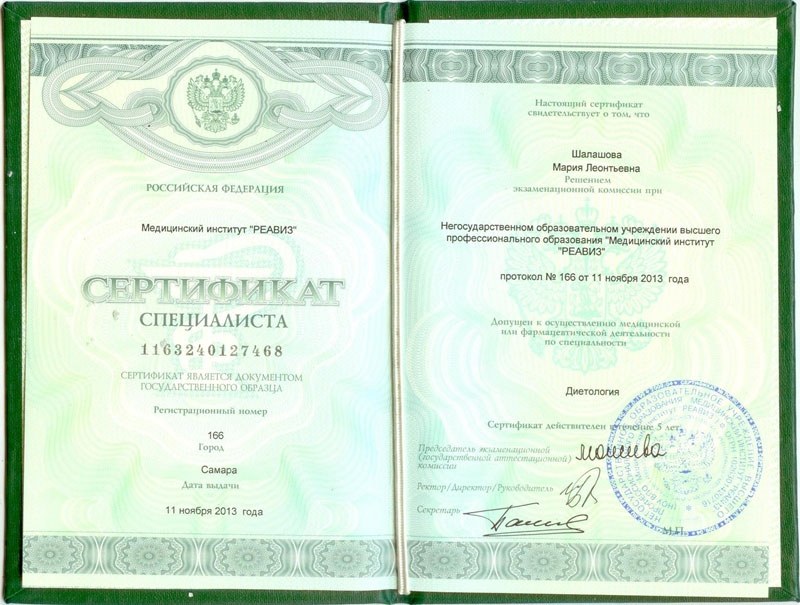 РОССИЙСКАЯ ФЕДЕРАЦИЯ
Медицинский институт "РЕАВИЗ"
СЕРТИФИКАТ
СПЕЦИАЛИСТА
1163240127468
СЕРТИФИКАТ ЯВЛЯЕТСЯ ДОКУМЕНТОМ
ГОСУДАРСТВЕННОГО ОБРАЗЦА
Регистрационный номер
166
Город
Самара
Дата выдачи
11 ноября 2013 года
Настоящий сертификат
свидетельствует о том, что
Шалашова
Мария Леонтьевна
Решением
экзаменационной комиссии при
Негосударственном образовательном учреждении высшего
профессионального образования "Медицинский институт
"РЕАВИЗ"
протокол № 166 от 11 ноября 2013 года
Допущен к осуществлению медицинской
или фармацевтической деятельности
по специальности
Диетология
Сертификат действителен в течение 5 лет
Председатель экзаменационной
(государственной аттестационной)
комиссии
Ректор/Директор/Руководитель
Секретарь
М.П.